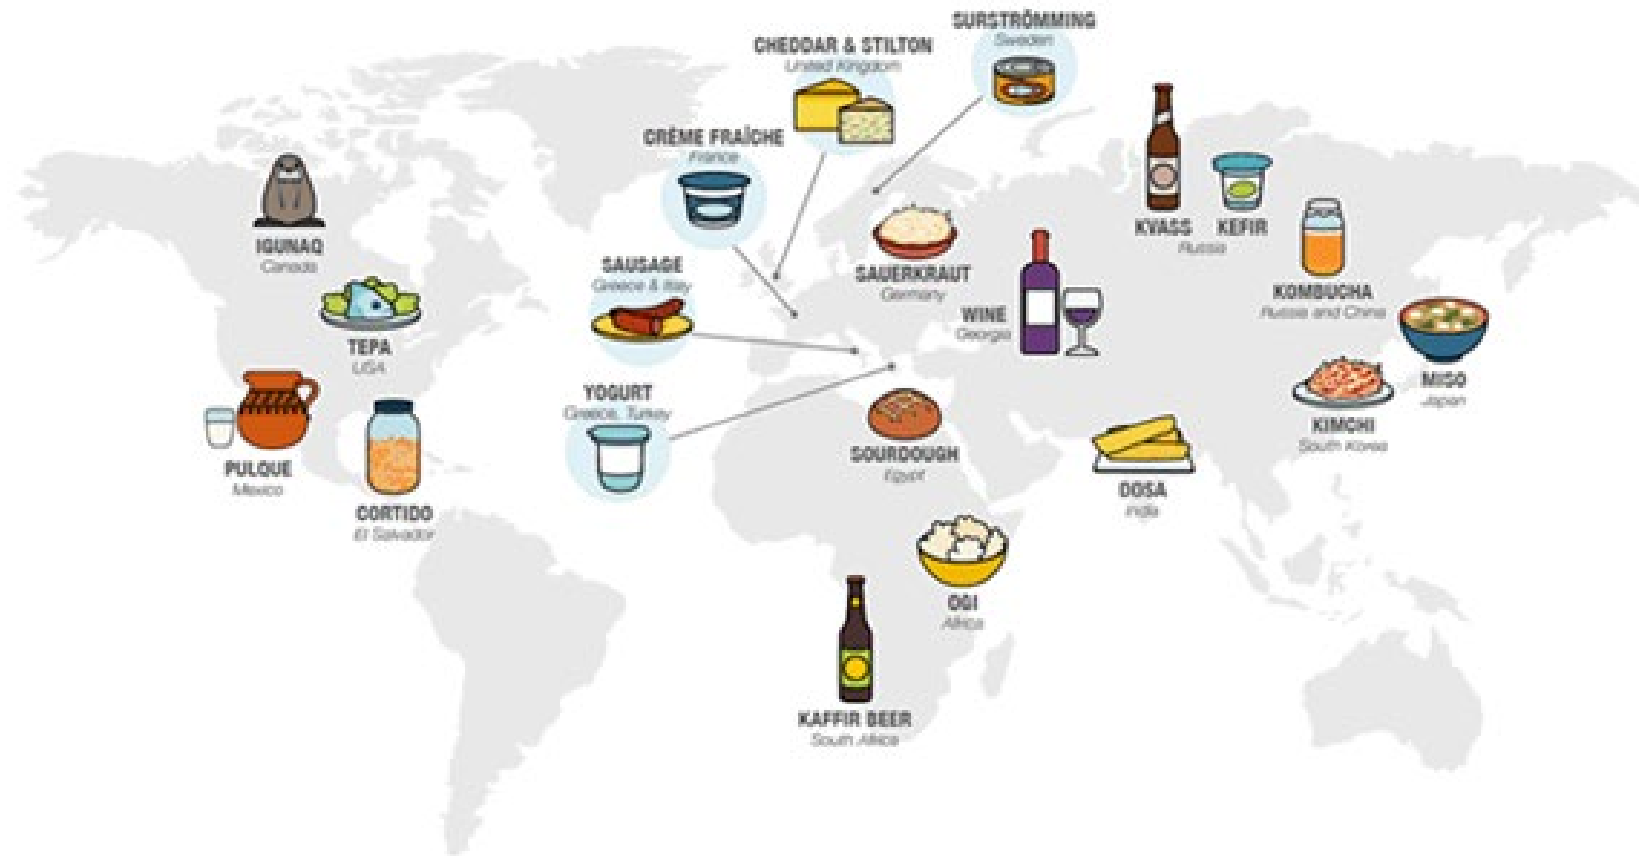 SURSTRÖMMING
Sweden
CHEDDAR & STILTON
United Kingdom
CRÈME FRAÎCHE
France
IGUNAQ
Canada
KVASS
KEFIR
Russia
SAUSAGE
Greece & Italy
SAUERKRAUT
Germany
WINE
Georgia
KOMBUCHA
Russia and China
TEPA
USA
MISO
Japan
YOGURT
Greece, Turkey
KIMCHI
South Korea
SOURDOUGH
Egypt
PULQUE
Mexico
DOSA
India
CORTIDO
El Salvador
OGI
Africa
KAFFIR BEER
South Africa